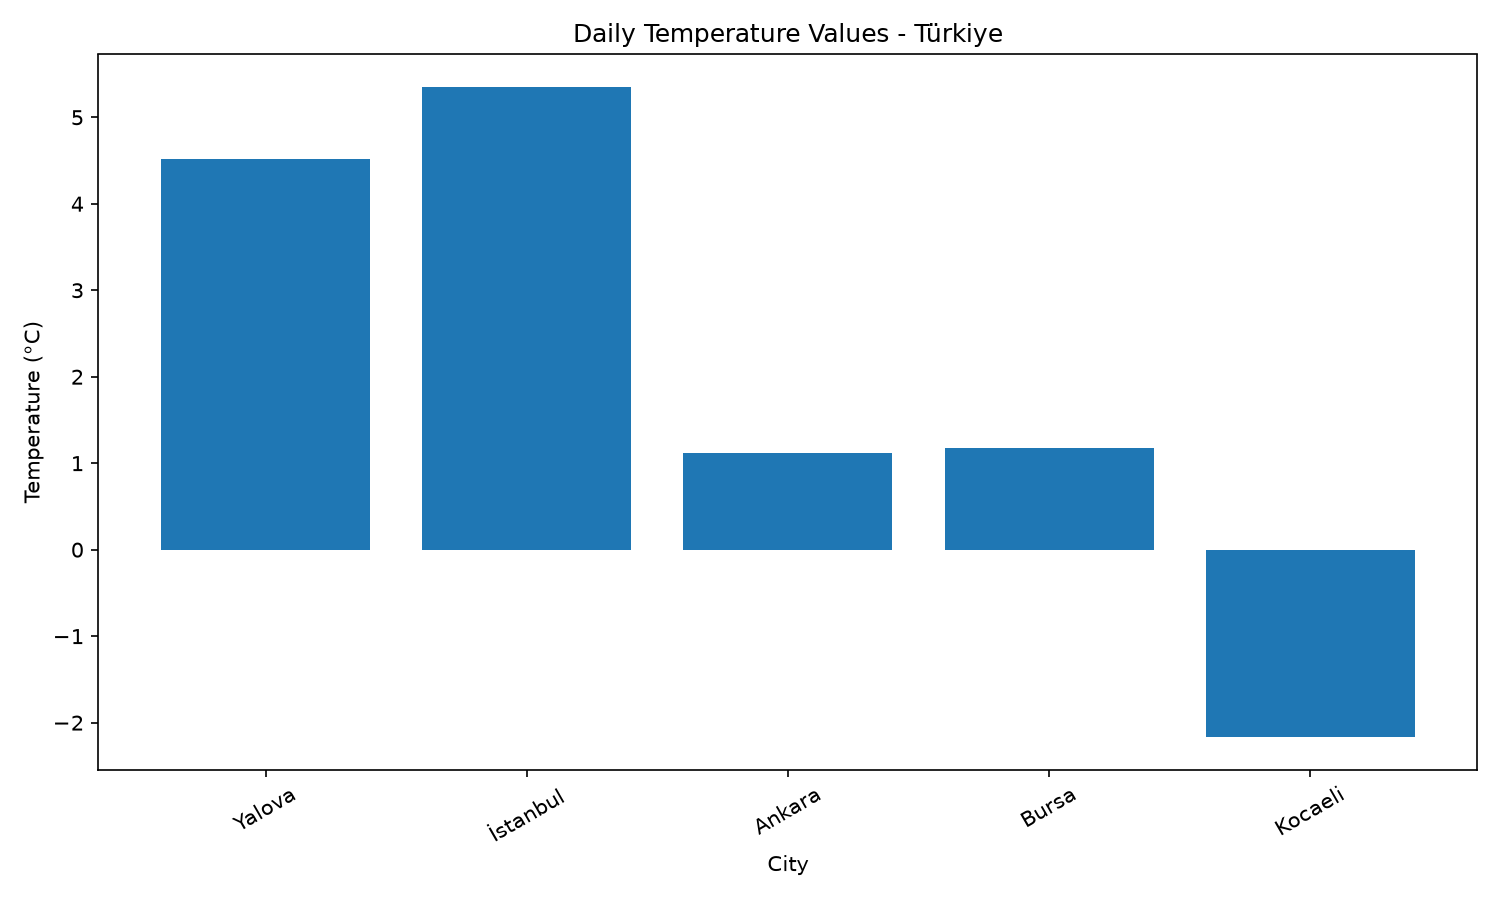 Daily Temperature Values - Türkiye
Temperature (°C)
5
4
3
2
1
0
−1
−2
Yalova
İstanbul
Ankara
Bursa
Kocaeli
City